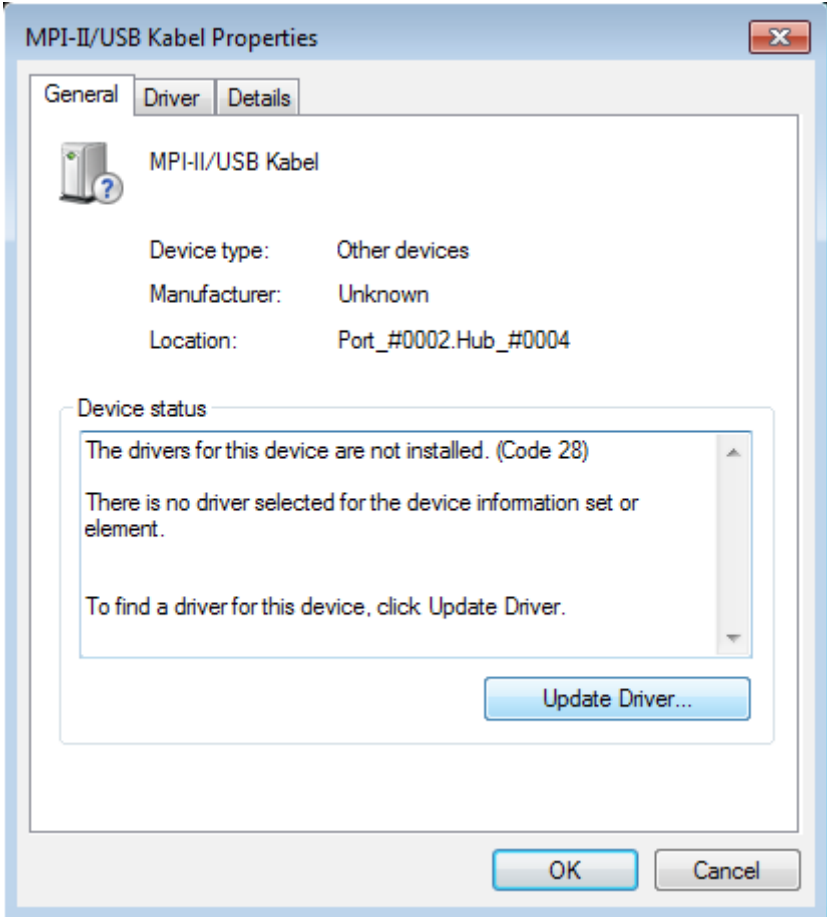 MPI-II/USB Kabel Properties
General
Driver
Details
MPI-II/USB Kabel
Device type: Other devices
Manufacturer: Unknown
Location: Port_#0002.Hub_#0004
Device status
The drivers for this device are not installed. (Code 28)
There is no driver selected for the device information set or
element.
To find a driver for this device, click Update Driver.
Update Driver...
OK
Cancel